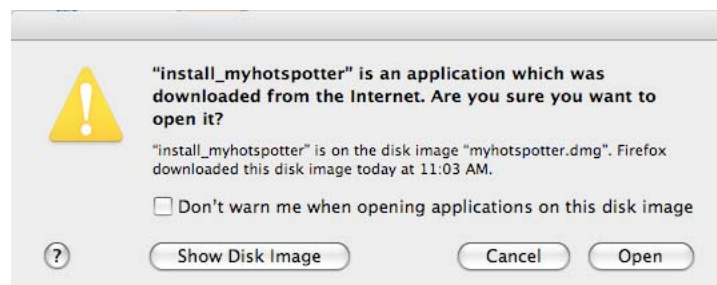 “install_myhotspotter” is an application which was
downloaded from the Internet. Are you sure you want to
open it?
“install_myhotspotter” is on the disk image “myhotspotter.dmg”. Firefox
downloaded this disk image today at 11:03 AM.
Don’t warn me when opening applications on this disk image
? Show Disk Image Cancel Open